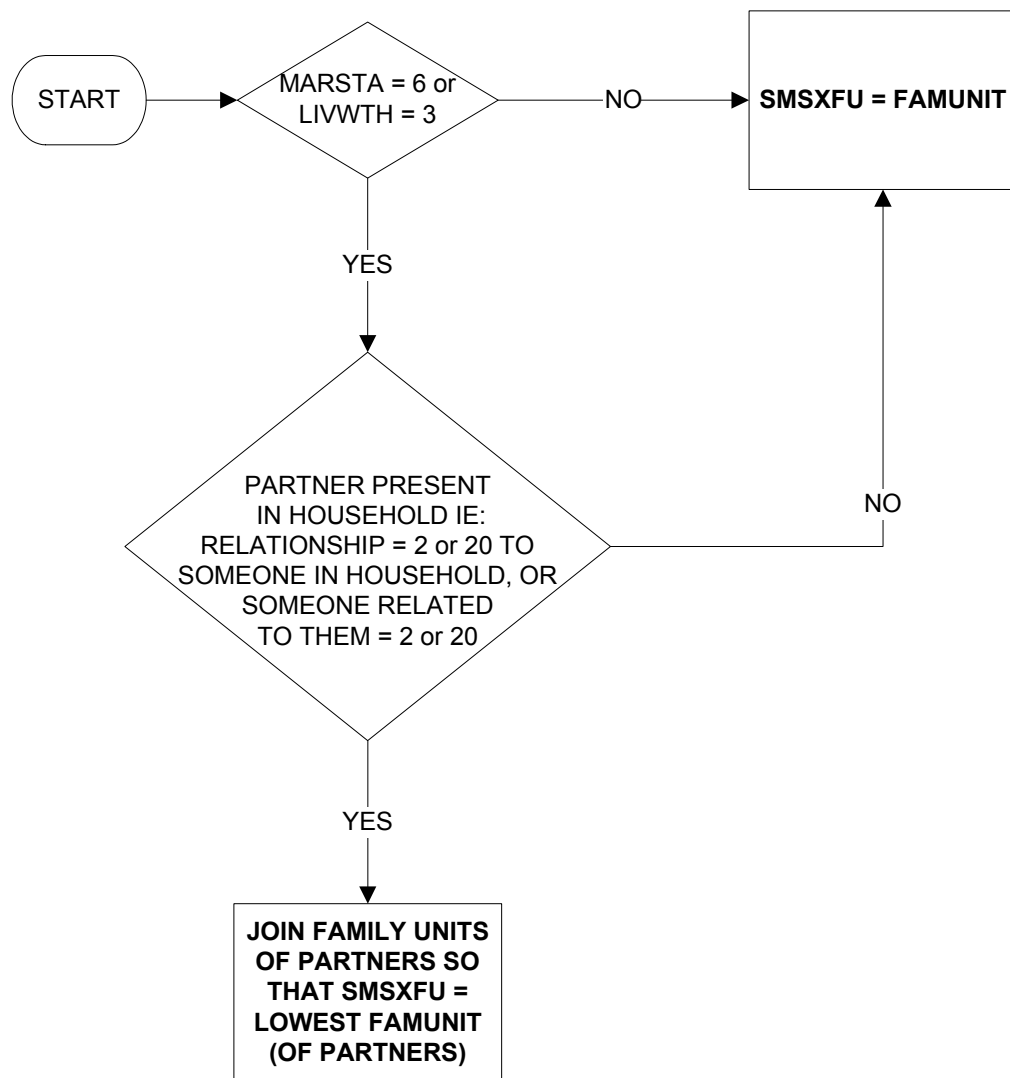 START
MARSTA = 6 or
LIVWTH = 3
NO
SMSXFU = FAMUNIT
YES
PARTNER PRESENT
IN HOUSEHOLD IE:
RELATIONSHIP = 2 or 20 TO
SOMEONE IN HOUSEHOLD, OR
SOMEONE RELATED
TO THEM = 2 or 20
NO
YES
JOIN FAMILY UNITS
OF PARTNERS SO
THAT SMSXFU =
LOWEST FAMUNIT
(OF PARTNERS)